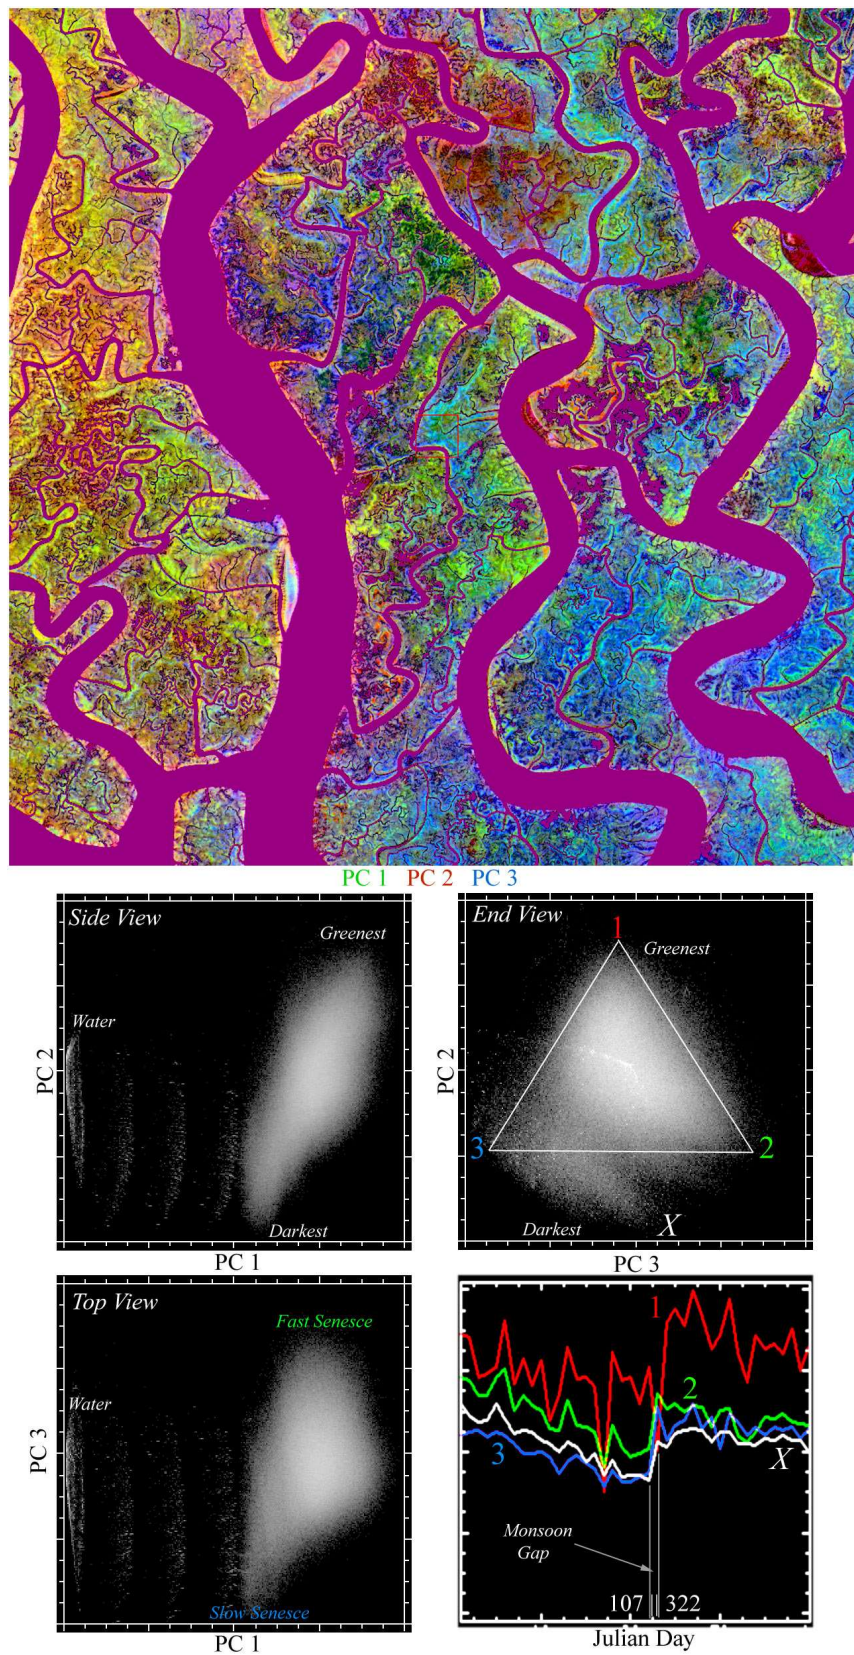 PC 1 PC 2 PC 3
Side View
Greenest
Water
Darkest
PC 2
PC 1
End View
1
Greenest
3
2
X
Darkest
PC 2
PC 3
Top View
Fast Senesce
Water
Slow Senesce
PC 3
PC 1
1
2
3
X
Monsoon
Gap
107 322
Julian Day